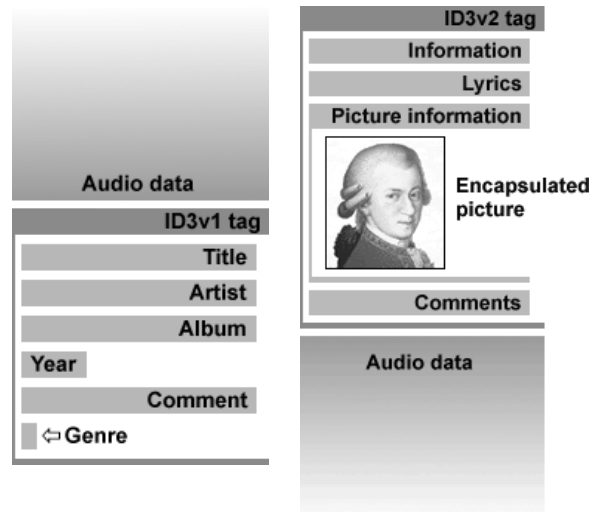 Audio data
ID3v1 tag
Title
Artist
Album
Year
Comment
⇦ Genre
ID3v2 tag
Information
Lyrics
Picture information
Encapsulated
picture
Comments
Audio data